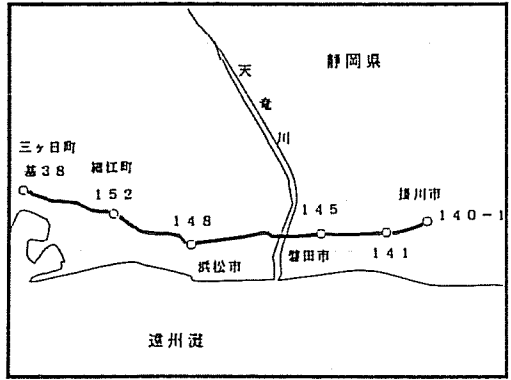 静岡県
天竜川
三ヶ日町
基38
細江町
152
148
浜松市
145
磐田市
141
掛川市
140-1
遠州灘